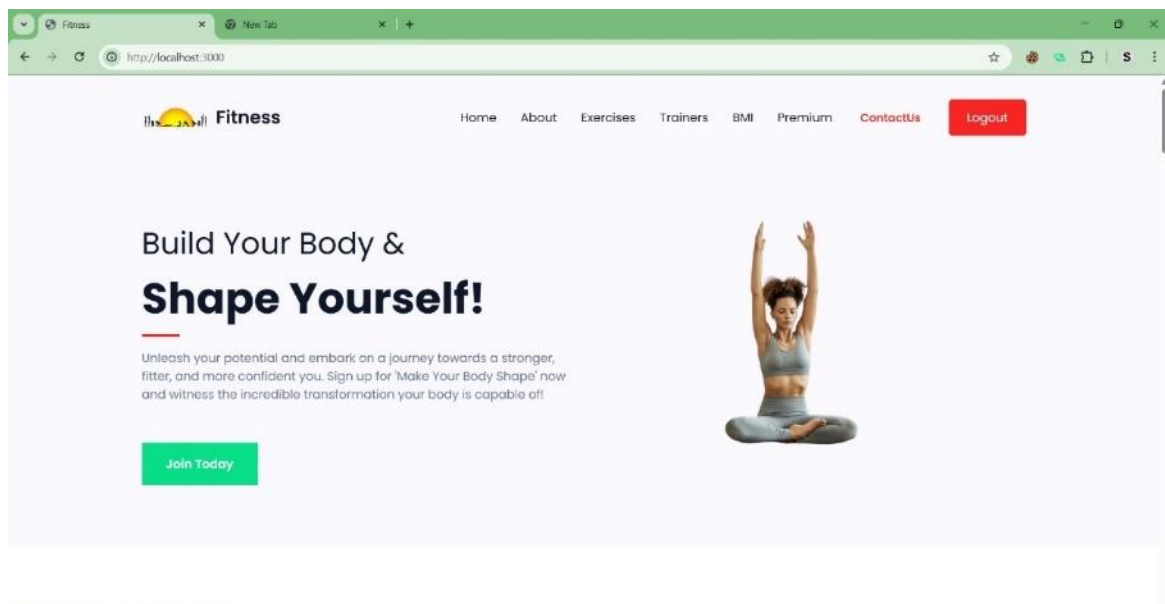 Fitness
New Tab
http://localhost:3000
S
Fitness
Home About Exercises Trainers BMI Premium ContactUs Logout
Build Your Body &
Shape Yourself!
Unleash your potential and embark on a journey towards a stronger,
fitter, and more confident you. Sign up for 'Make Your Body Shape' now
and witness the incredible transformation your body is capable of!
Join Today